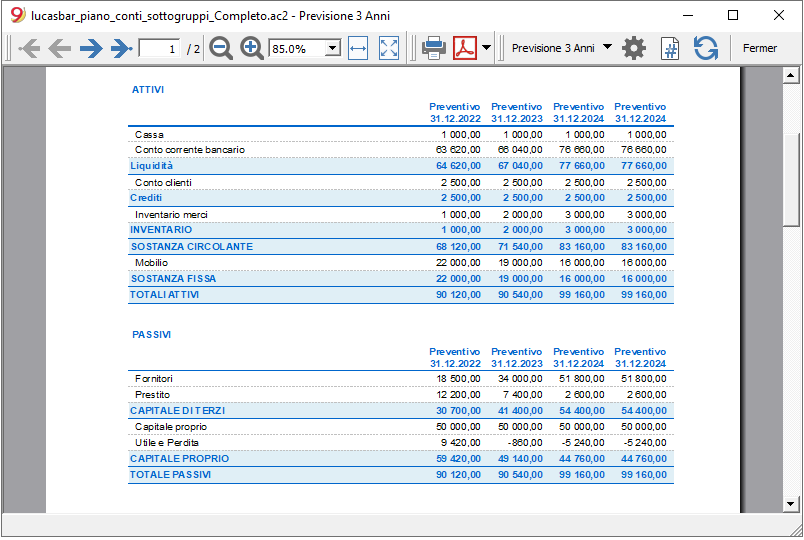 lucasbar_piano_conti_sottogruppi_Completo.ac2 - Previsione 3 Anni
1 / 2 85.0% Previsione 3 Anni Fermer
ATTIVI
Preventivo Preventivo Preventivo Preventivo
31.12.2022 31.12.2023 31.12.2024 31.12.2024
Cassa 1 000,00 1 000,00 1 000,00 1 000,00
Conto corrente bancario 63 620,00 66 040,00 76 660,00 76 660,00
Liquidità 64 620,00 67 040,00 77 660,00 77 660,00
Conto clienti 2 500,00 2 500,00 2 500,00 2 500,00
Crediti 2 500,00 2 500,00 2 500,00 2 500,00
Inventario merci 1 000,00 2 000,00 3 000,00 3 000,00
INVENTARIO 1 000,00 2 000,00 3 000,00 3 000,00
SOSTANZA CIRCOLANTE 68 120,00 71 540,00 83 160,00 83 160,00
Mobilio 22 000,00 19 000,00 16 000,00 16 000,00
SOSTANZA FISSA 22 000,00 19 000,00 16 000,00 16 000,00
TOTALI ATTIVI 90 120,00 90 540,00 99 160,00 99 160,00
PASSIVI
Preventivo Preventivo Preventivo Preventivo
31.12.2022 31.12.2023 31.12.2024 31.12.2024
Fornitori 18 500,00 34 000,00 51 800,00 51 800,00
Prestito 12 200,00 7 400,00 2 600,00 2 600,00
CAPITALE DI TERZI 30 700,00 41 400,00 54 400,00 54 400,00
Capitale proprio 50 000,00 50 000,00 50 000,00 50 000,00
Utile e Perdita 9 420,00 -860,00 -5 240,00 -5 240,00
CAPITALE PROPRIO 59 420,00 49 140,00 44 760,00 44 760,00
TOTALE PASSIVI 90 120,00 90 540,00 99 160,00 99 160,00